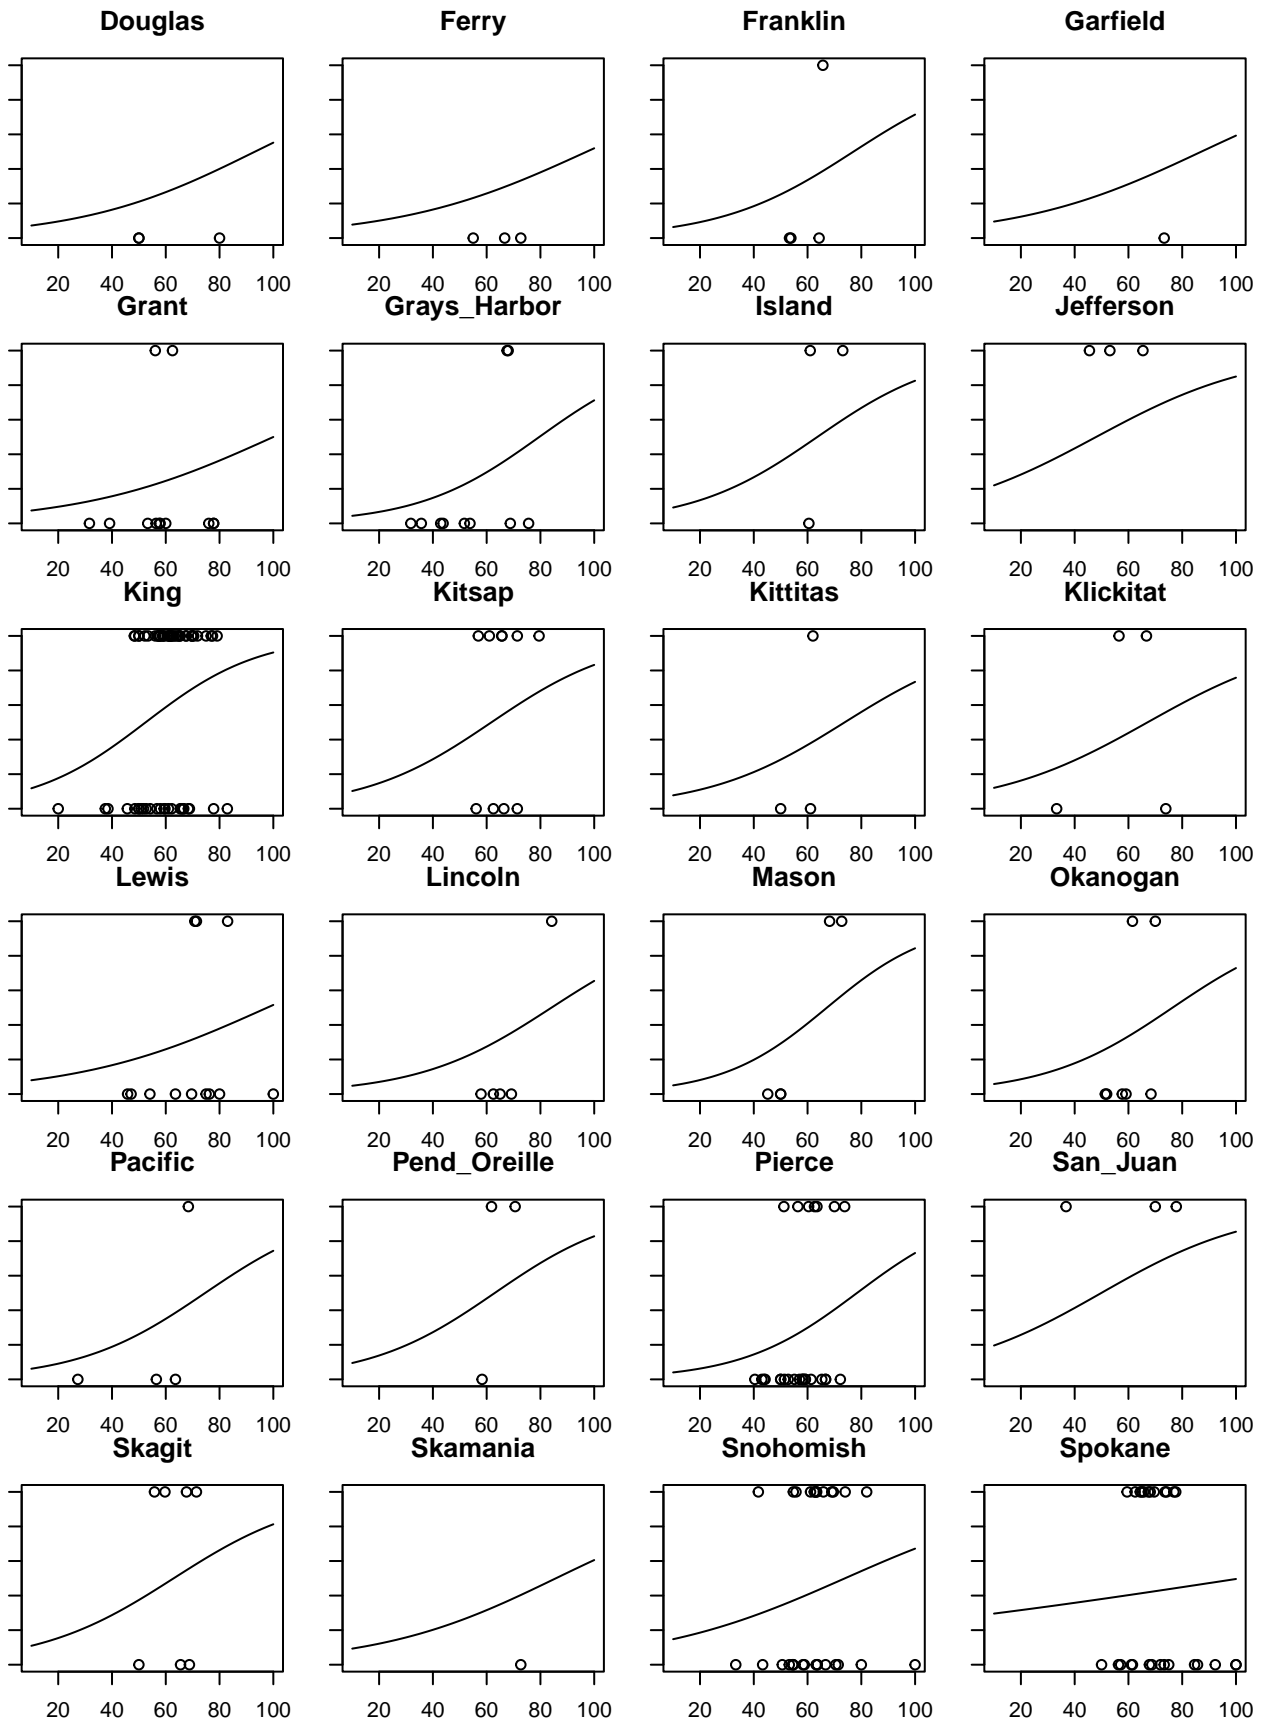 Douglas Ferry Franklin Garfield
20 40 60 80 100 20 40 60 80 100 20 40 60 80 100 20 40 60 80 100
Grant Grays_Harbor Island Jefferson
20 40 60 80 100 20 40 60 80 100 20 40 60 80 100 20 40 60 80 100
King Kitsap Kittitas Klickitat
20 40 60 80 100 20 40 60 80 100 20 40 60 80 100 20 40 60 80 100
Lewis Lincoln Mason Okanogan
20 40 60 80 100 20 40 60 80 100 20 40 60 80 100 20 40 60 80 100
Pacific Pend_Oreille Pierce San_Juan
20 40 60 80 100 20 40 60 80 100 20 40 60 80 100 20 40 60 80 100
Skagit Skamania Snohomish Spokane
20 40 60 80 100 20 40 60 80 100 20 40 60 80 100 20 40 60 80 100